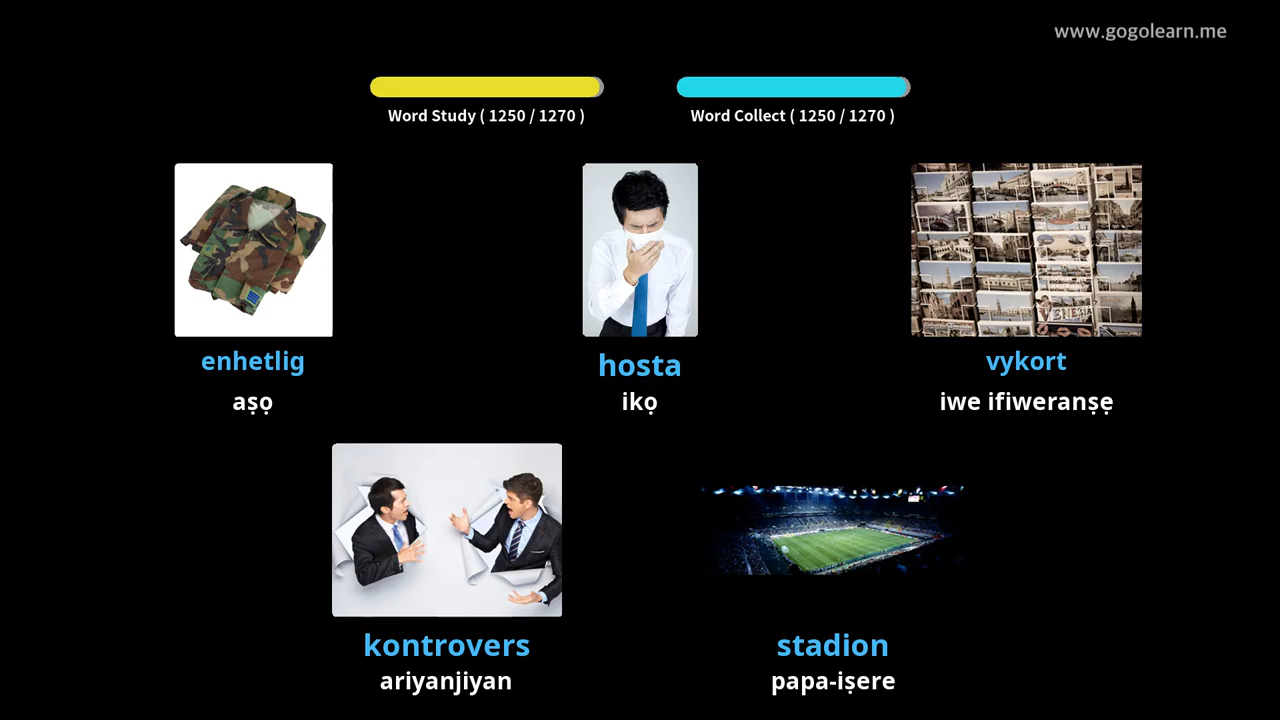 www.gogolearn.me
Word Study ( 1250 / 1270 )
Word Collect ( 1250 / 1270 )
enhetlig
aṣọ
hosta
ikọ
vykort
iwe ifiweranṣẹ
VENEZIA
kontrovers
ariyanjiyan
stadion
papa-iṣere